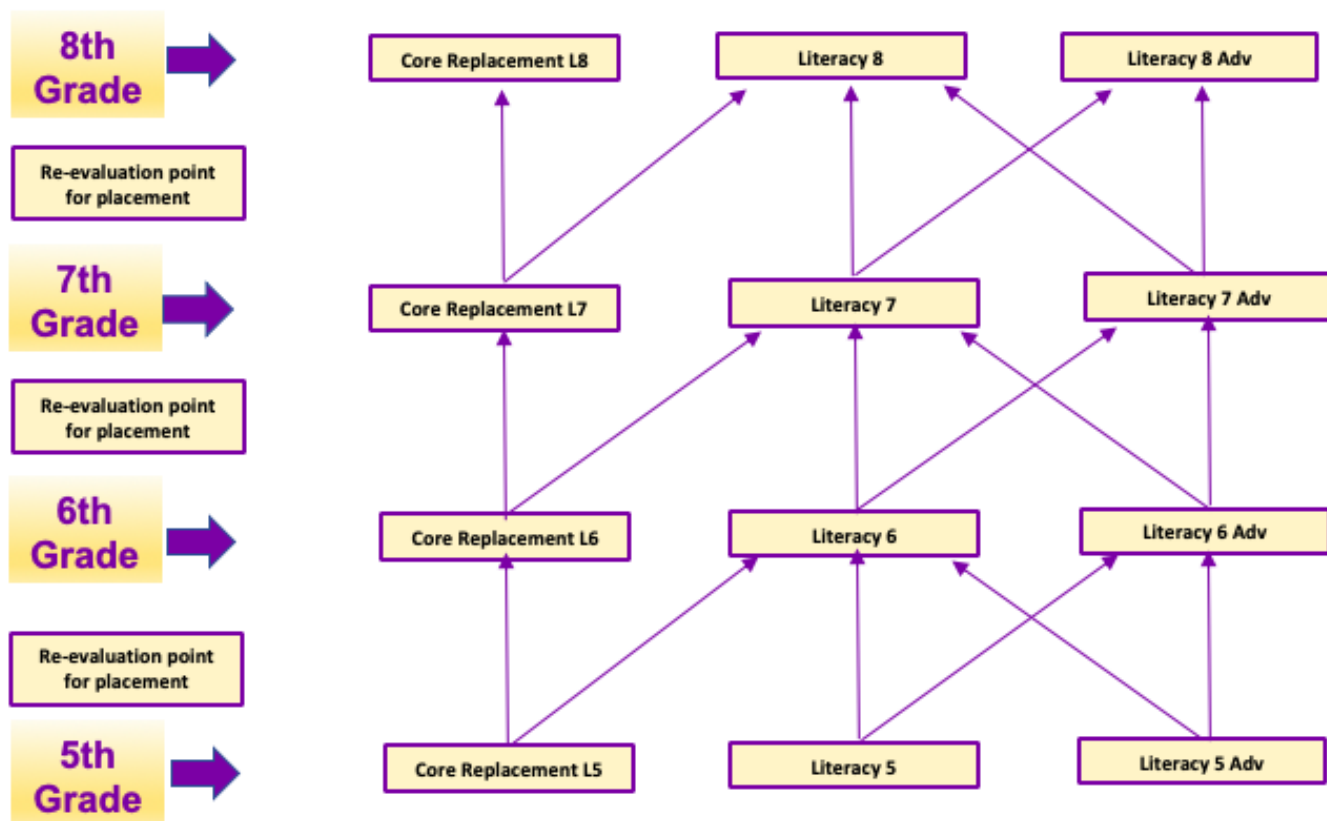 8th
Grade
Core Replacement L8
Literacy 8
Literacy 8 Adv
Re-evaluation point
for placement
7th
Grade
Core Replacement L7
Literacy 7
Literacy 7 Adv
Re-evaluation point
for placement
6th
Grade
Core Replacement L6
Literacy 6
Literacy 6 Adv
Re-evaluation point
for placement
5th
Grade
Core Replacement L5
Literacy 5
Literacy 5 Adv